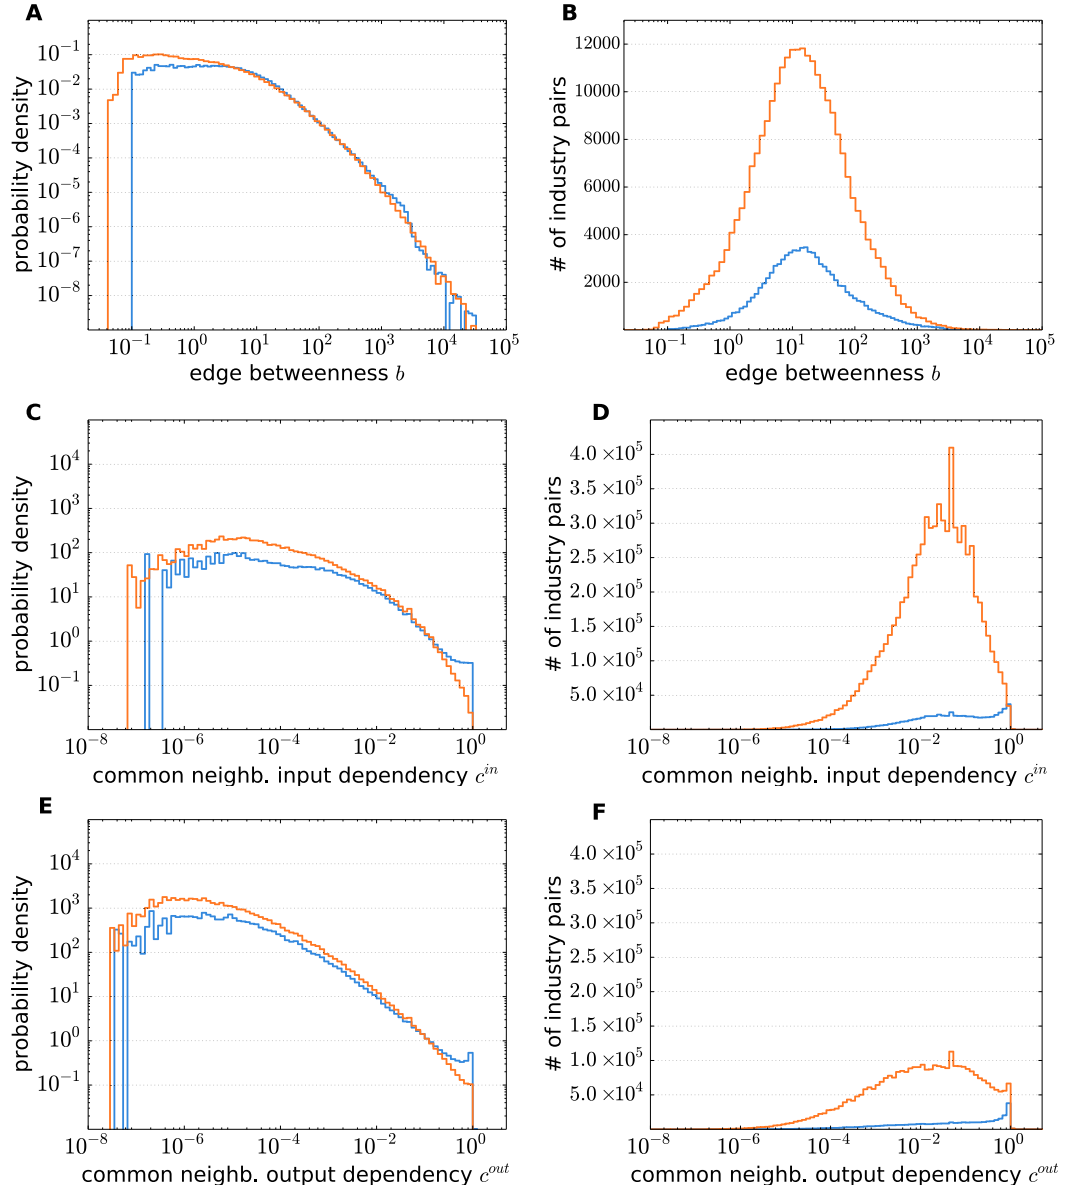 A
probability density
10⁻¹
10⁻²
10⁻³
10⁻⁴
10⁻⁵
10⁻⁶
10⁻⁷
10⁻⁸
10⁻¹ 10⁰ 10¹ 10² 10³ 10⁴ 10⁵
edge betweenness b
B
# of industry pairs
12000
10000
8000
6000
4000
2000
10⁻¹ 10⁰ 10¹ 10² 10³ 10⁴ 10⁵
edge betweenness b
C
probability density
10⁴
10³
10²
10¹
10⁰
10⁻¹
10⁻⁸ 10⁻⁶ 10⁻⁴ 10⁻² 10⁰
common neighb. input dependency cⁱⁿ
D
# of industry pairs
4.0 ×10⁵
3.5 ×10⁵
3.0 ×10⁵
2.5 ×10⁵
2.0 ×10⁵
1.5 ×10⁵
1.0 ×10⁵
5.0 ×10⁴
10⁻⁸ 10⁻⁶ 10⁻⁴ 10⁻² 10⁰
common neighb. input dependency cⁱⁿ
E
probability density
10⁴
10³
10²
10¹
10⁰
10⁻¹
10⁻⁸ 10⁻⁶ 10⁻⁴ 10⁻² 10⁰
common neighb. output dependency cᵒᵘᵗ
F
# of industry pairs
4.0 ×10⁵
3.5 ×10⁵
3.0 ×10⁵
2.5 ×10⁵
2.0 ×10⁵
1.5 ×10⁵
1.0 ×10⁵
5.0 ×10⁴
10⁻⁸ 10⁻⁶ 10⁻⁴ 10⁻² 10⁰
common neighb. output dependency cᵒᵘᵗ